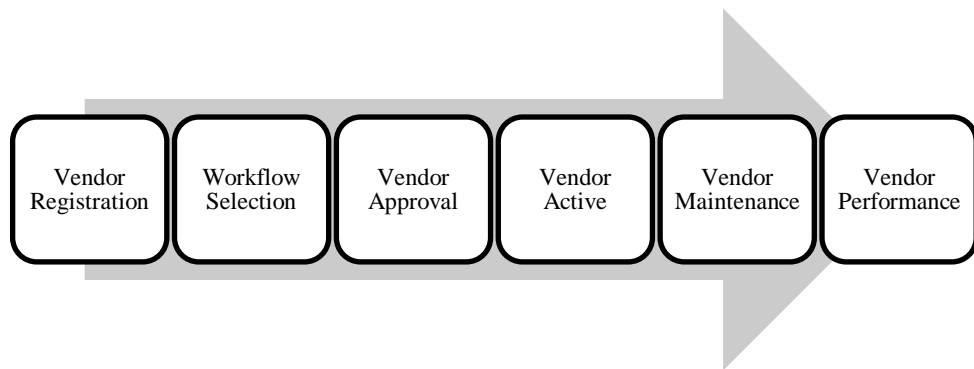 Vendor
Registration
Workflow
Selection
Vendor
Approval
Vendor
Active
Vendor
Maintenance
Vendor
Performance